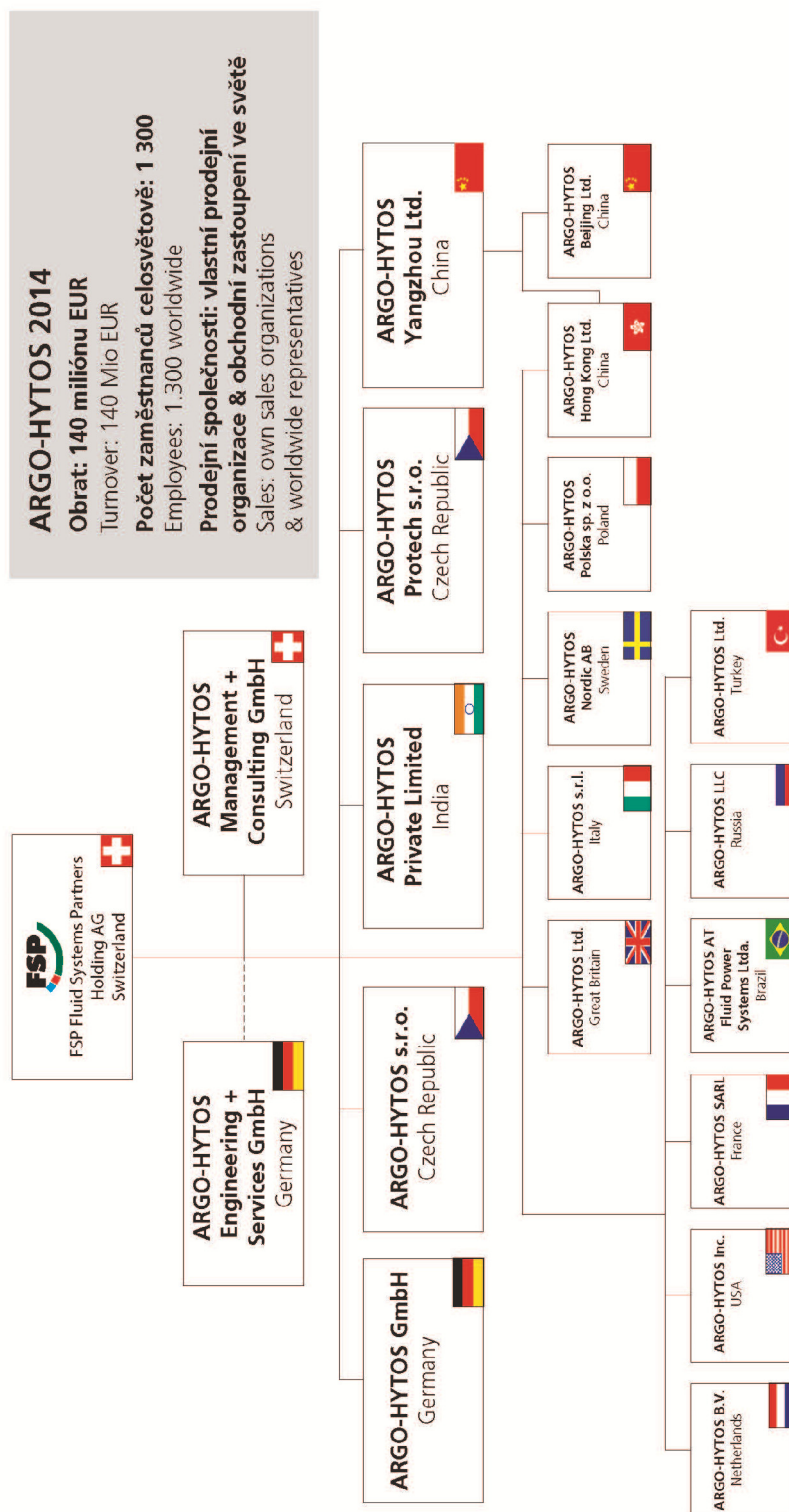 FSP
FSP Fluid Systems Partners
Holding AG
Switzerland
ARGO-HYTOS 2014
Obrat: 140 miliónu EUR
Turnover: 140 Mio EUR
Počet zaměstnanců celosvětově: 1 300
Employees: 1.300 worldwide
Prodejní společnosti: vlastní prodejní
organizace & obchodní zastoupení ve světě
Sales: own sales organizations
& worldwide representatives
ARGO-HYTOS
Engineering +
Services GmbH
Germany
ARGO-HYTOS
Management +
Consulting GmbH
Switzerland
ARGO-HYTOS GmbH
Germany
ARGO-HYTOS s.r.o.
Czech Republic
ARGO-HYTOS
Private Limited
India
ARGO-HYTOS
Protech s.r.o.
Czech Republic
ARGO-HYTOS
Yangzhou Ltd.
China
ARGO-HYTOS Ltd.
Great Britain
ARGO-HYTOS s.r.l.
Italy
ARGO-HYTOS
Nordic AB
Sweden
ARGO-HYTOS
Polska sp. z o.o.
Poland
ARGO-HYTOS
Hong Kong Ltd.
China
ARGO-HYTOS
Beijing Ltd.
China
ARGO-HYTOS B.V.
Netherlands
ARGO-HYTOS Inc.
USA
ARGO-HYTOS SARL
France
ARGO-HYTOS AT
Fluid Power
Systems Ltda.
Brazil
ARGO-HYTOS LLC
Russia
ARGO-HYTOS Ltd.
Turkey